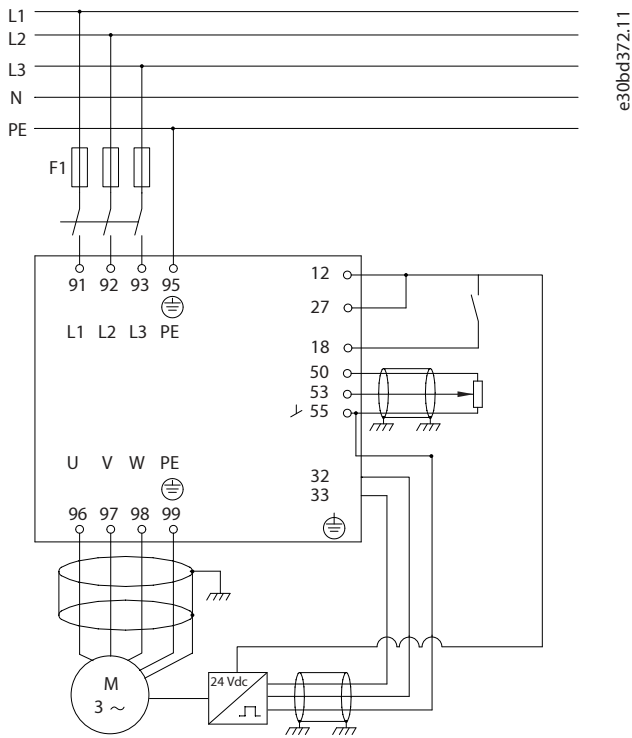 L1
L2
L3
N
PE
e30bd372.11
F1
91 92 93 95
L1 L2 L3 PE
12
27
18
50
53
55
U V W PE
32
33
96 97 98 99
M
3 ~
24 Vdc